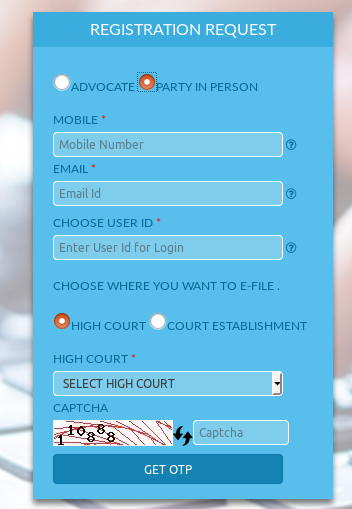 REGISTRATION REQUEST
ADVOCATE PARTY IN PERSON
MOBILE *
Mobile Number
EMAIL *
Email Id
CHOOSE USER ID *
Enter User Id for Login
CHOOSE WHERE YOU WANT TO E-FILE .
HIGH COURT COURT ESTABLISHMENT
HIGH COURT *
SELECT HIGH COURT
CAPTCHA
110888 Captcha
GET OTP